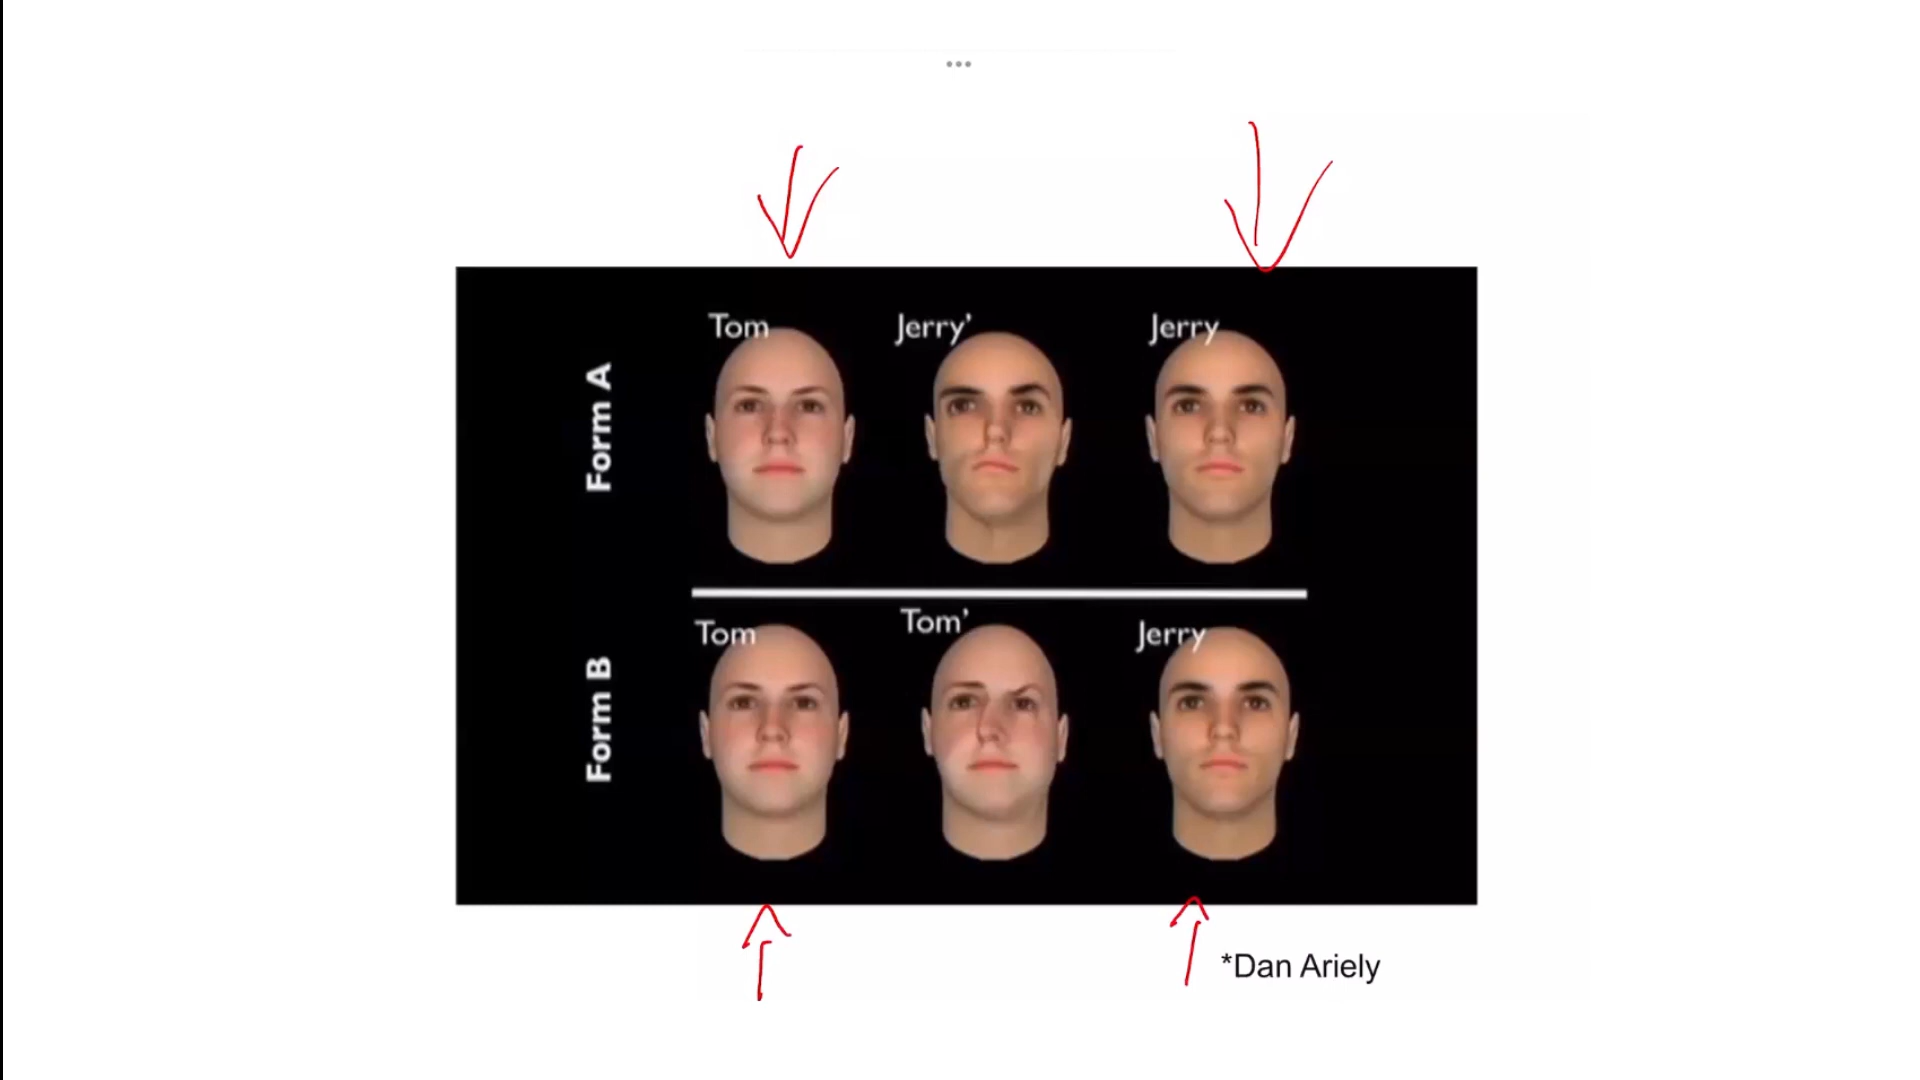 Form A
Tom
Jerry’
Jerry
Form B
Tom
Tom’
Jerry
*Dan Ariely